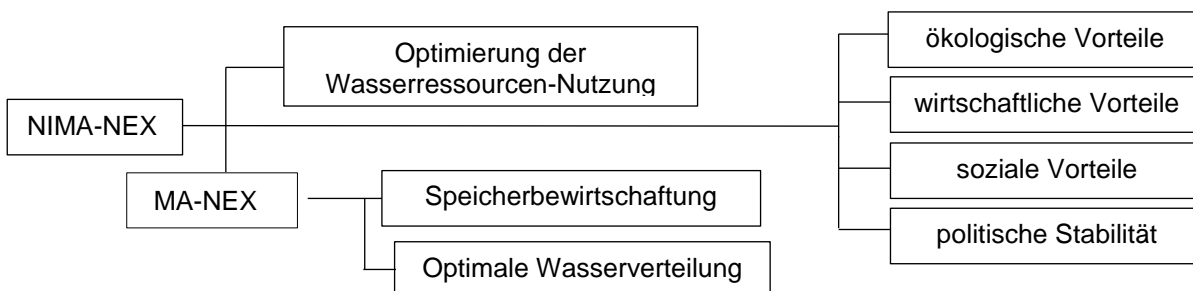 NIMA-NEX
Optimierung der
Wasserressourcen-Nutzung
MA-NEX
Speicherbewirtschaftung
Optimale Wasserverteilung
ökologische Vorteile
wirtschaftliche Vorteile
soziale Vorteile
politische Stabilität